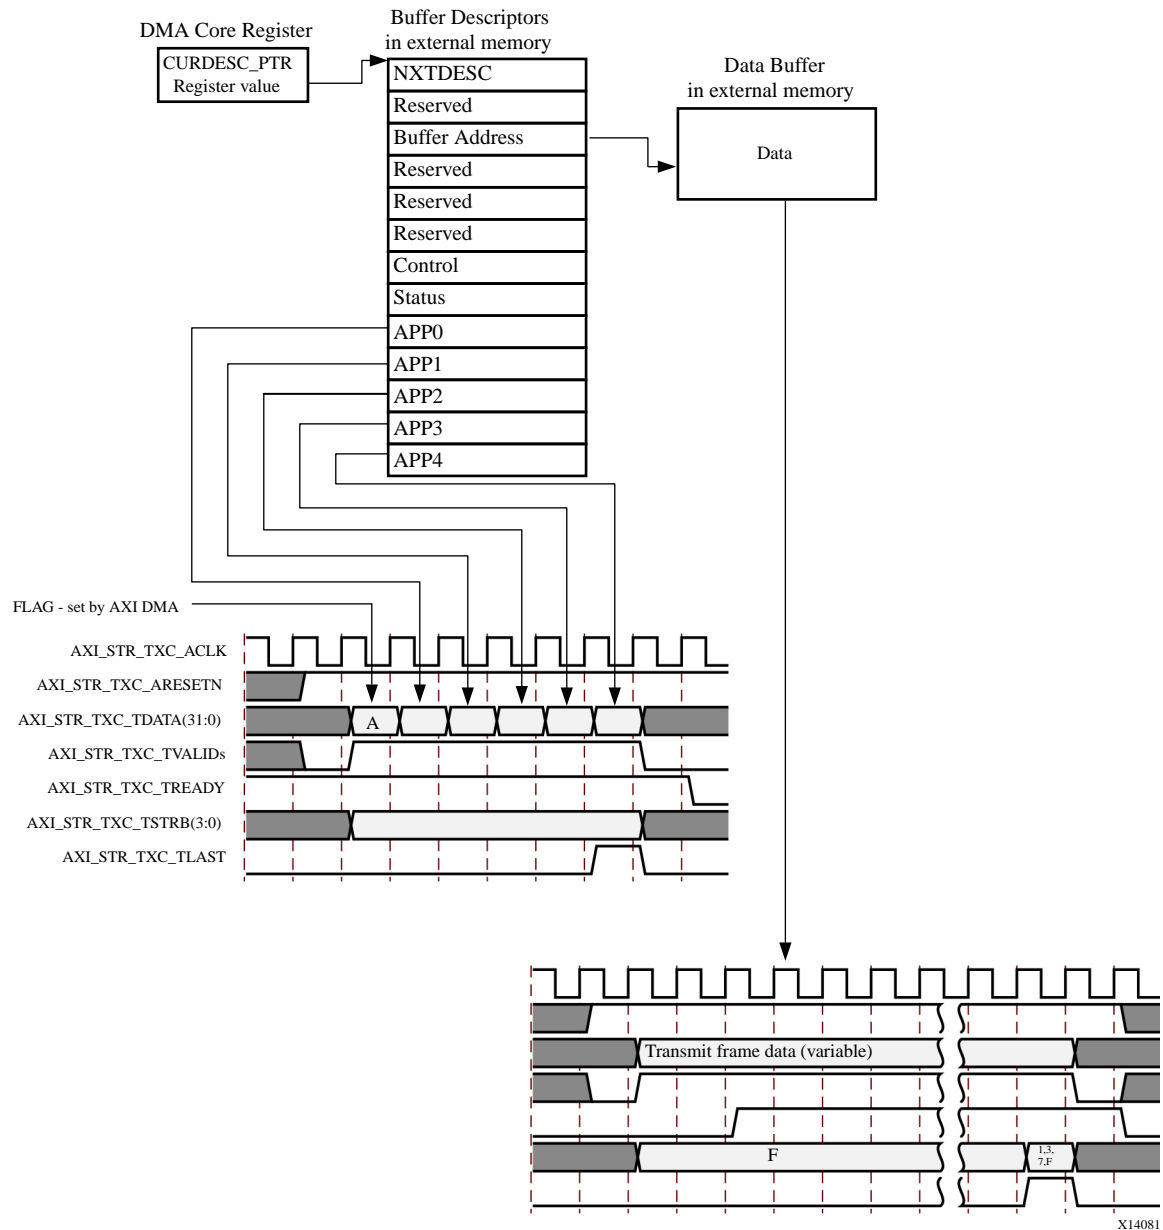 Buffer Descriptors
in external memory
DMA Core Register
CURDESC_PTR
Register value
NXTDESC
Reserved
Buffer Address
Reserved
Reserved
Reserved
Control
Status
APP0
APP1
APP2
APP3
APP4
Data Buffer
in external memory
Data
FLAG - set by AXI DMA
AXI_STR_TXC_ACLK
AXI_STR_TXC_ARESETN
AXI_STR_TXC_TDATA(31:0)
A
AXI_STR_TXC_TVALIDs
AXI_STR_TXC_TREADY
AXI_STR_TXC_TSTRB(3:0)
AXI_STR_TXC_TLAST
Transmit frame data (variable)
F
1,3,
7,F
X14081